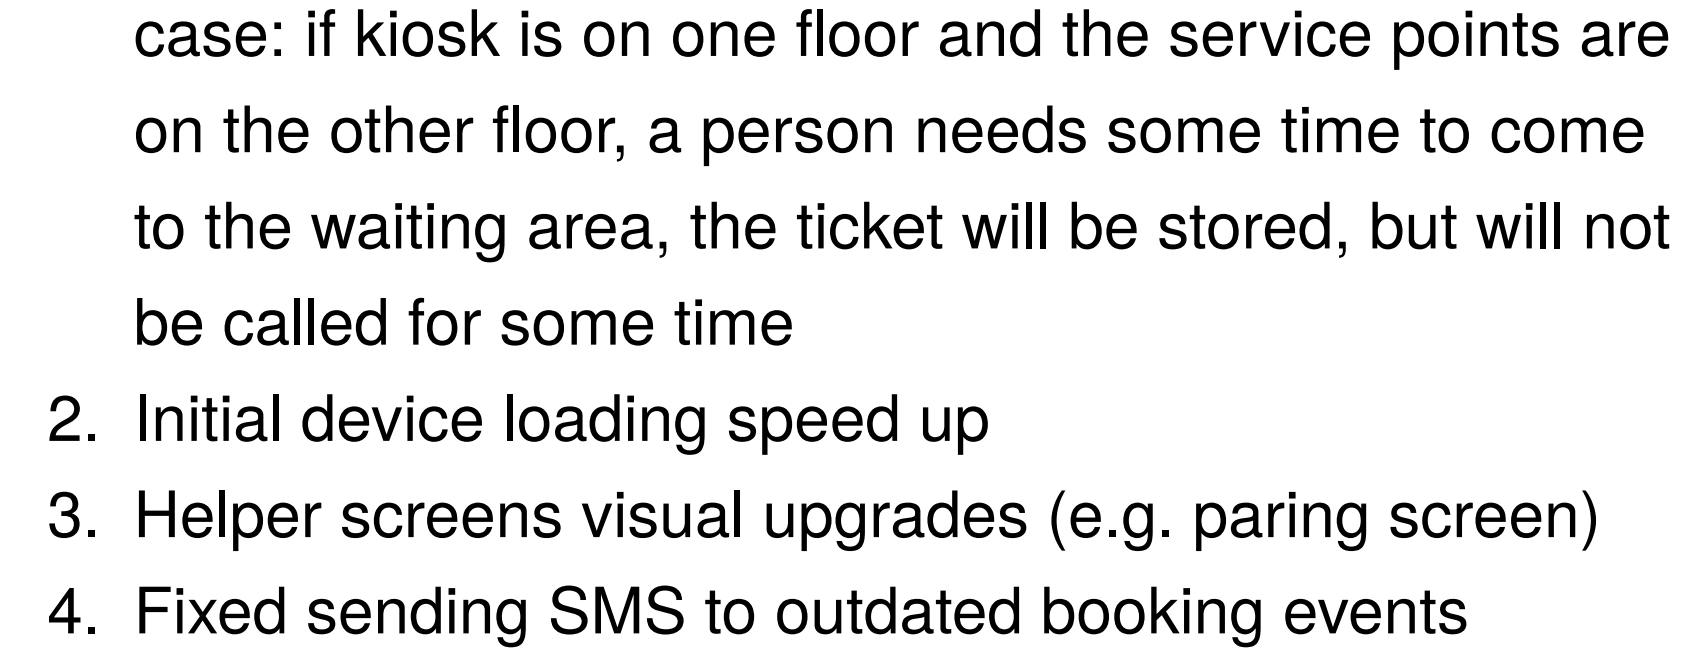 case: if kiosk is on one floor and the service points are
on the other floor, a person needs some time to come
to the waiting area, the ticket will be stored, but will not
be called for some time
2. Initial device loading speed up
3. Helper screens visual upgrades (e.g. paring screen)
4. Fixed sending SMS to outdated booking events